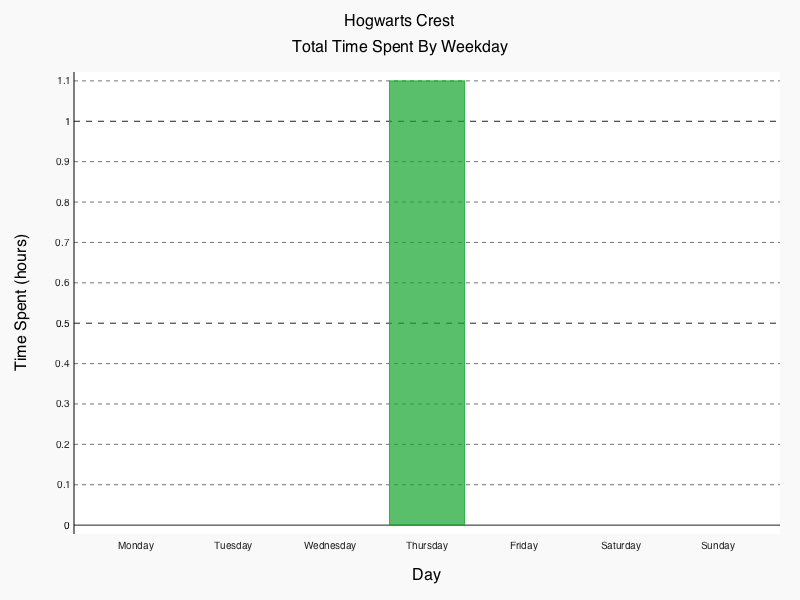 Hogwarts Crest
Total Time Spent By Weekday
Time Spent (hours)
1.1
1
0.9
0.8
0.7
0.6
0.5
0.4
0.3
0.2
0.1
0
Monday Tuesday Wednesday Thursday Friday Saturday Sunday
Day